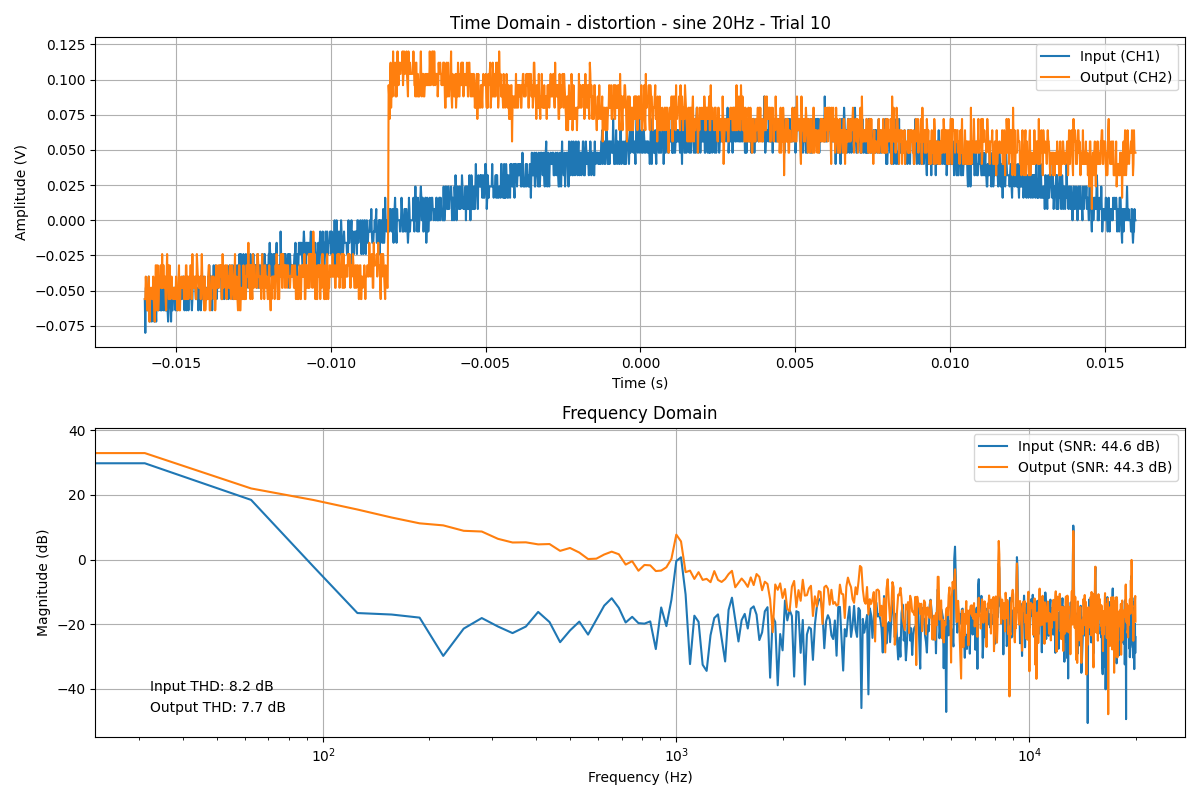 Time Domain - distortion - sine 20Hz - Trial 10
Amplitude (V)
0.125
0.100
0.075
0.050
0.025
0.000
−0.025
−0.050
−0.075
Input (CH1)
Output (CH2)
−0.015
−0.010
−0.005
0.000
0.005
0.010
0.015
Time (s)
Frequency Domain
Magnitude (dB)
40
20
0
−20
−40
Input (SNR: 44.6 dB)
Output (SNR: 44.3 dB)
Input THD: 8.2 dB
Output THD: 7.7 dB
10²
10³
10⁴
Frequency (Hz)